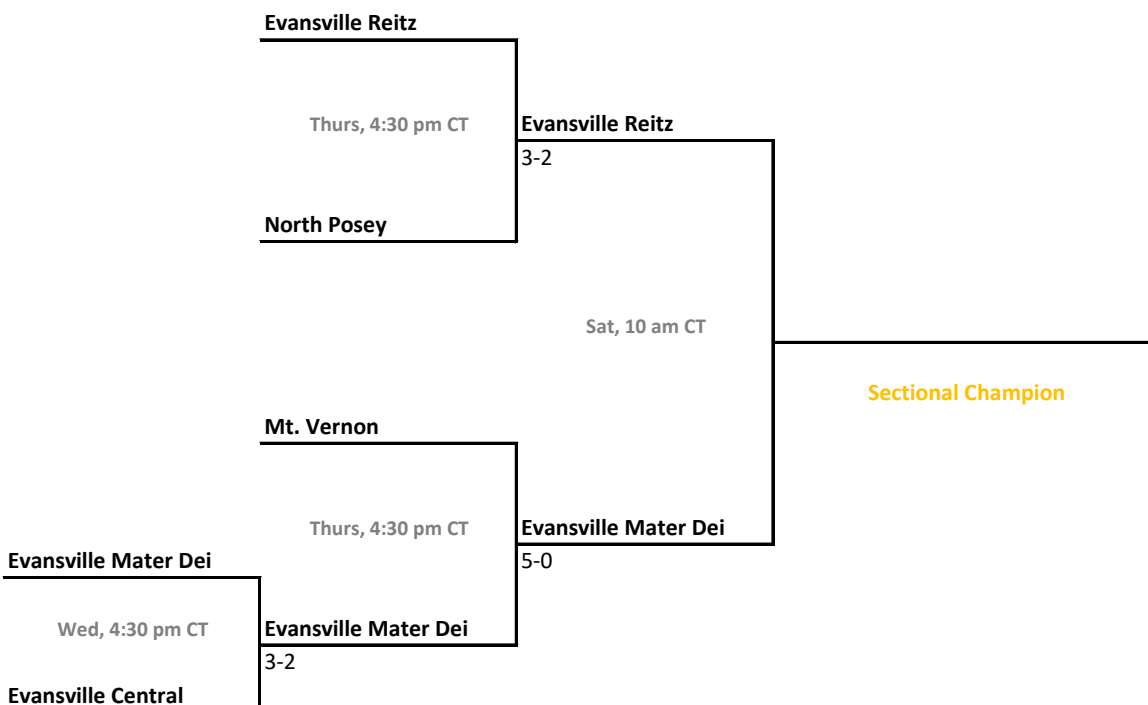 Evansville Reitz
Thurs, 4:30 pm CT
Evansville Reitz
3-2
North Posey
Sat, 10 am CT
Sectional Champion
Mt. Vernon
Thurs, 4:30 pm CT
Evansville Mater Dei
5-0
Evansville Mater Dei
Wed, 4:30 pm CT
Evansville Mater Dei
3-2
Evansville Central